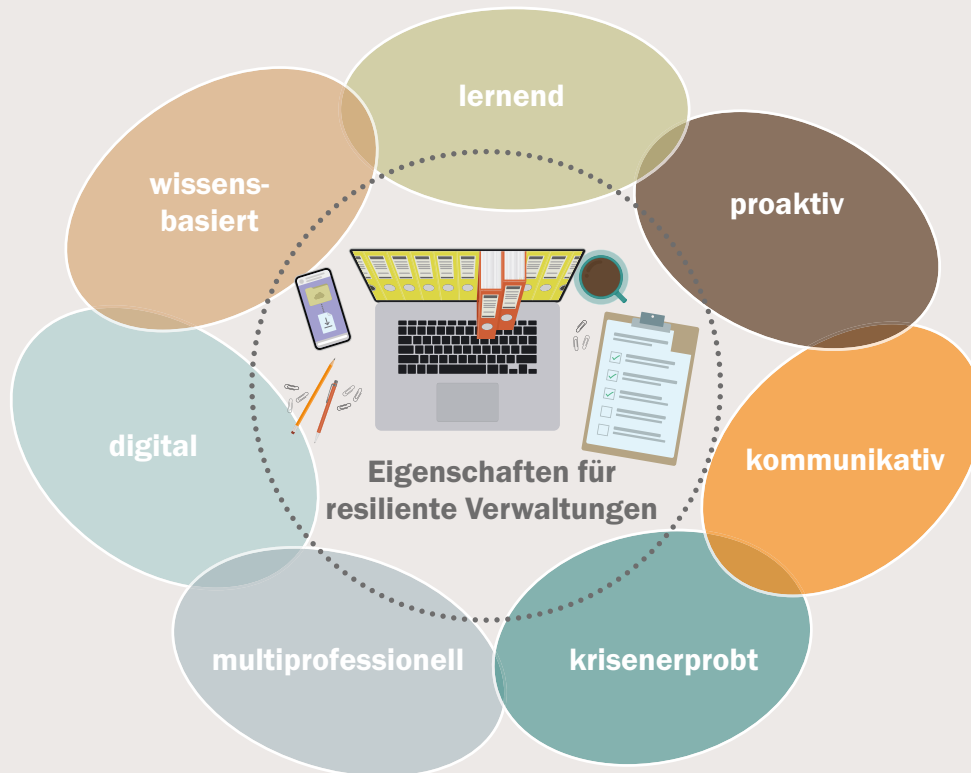 lernend
wissens-
basiert
proaktiv
digital
kommunikativ
Eigenschaften für
resiliente Verwaltungen
multiprofessionell
krisenerprobt